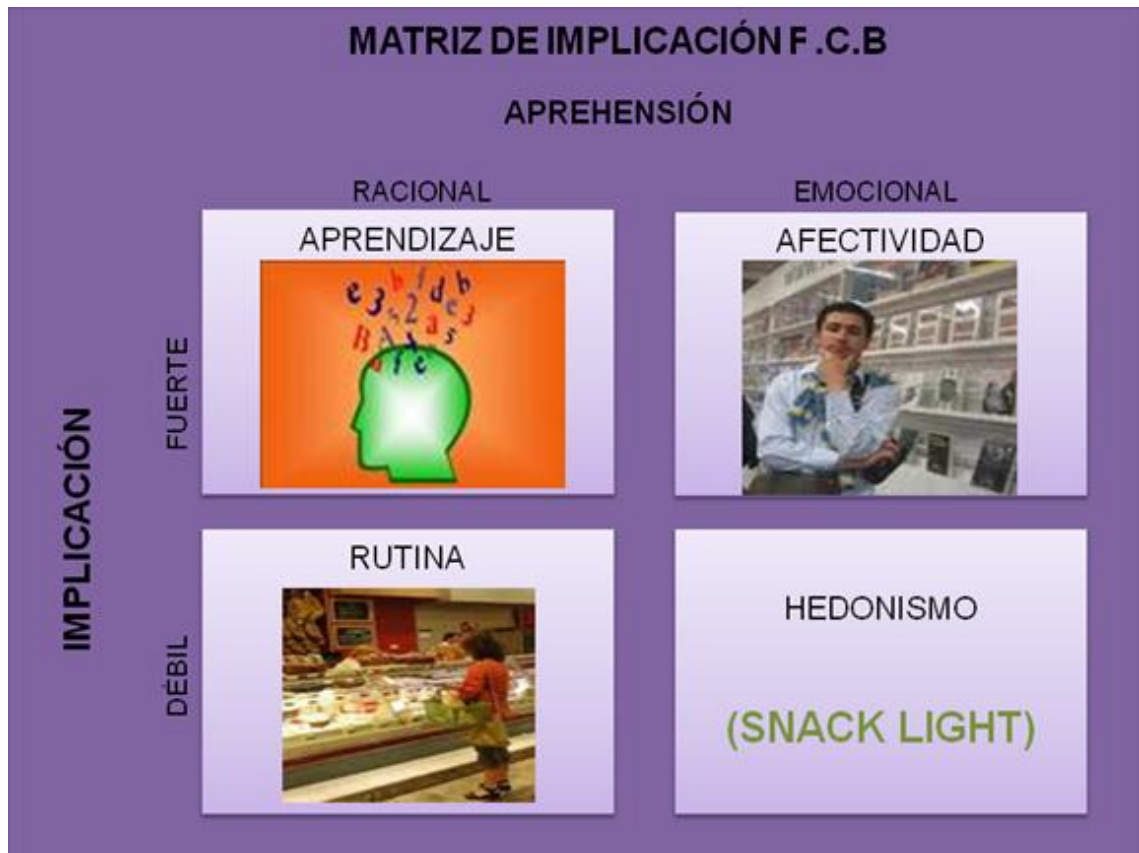 MATRIZ DE IMPLICACIÓN F .C.B
APREHENSIÓN
RACIONAL
EMOCIONAL
IMPLICACIÓN
FUERTE
APRENDIZAJE
AFECTIVIDAD
DÉBIL
RUTINA
HEDONISMO
(SNACK LIGHT)